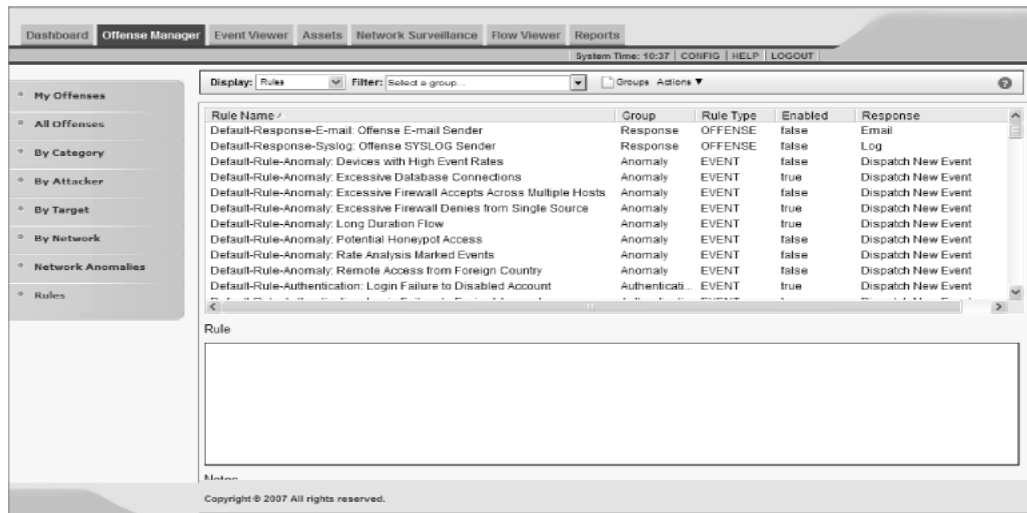 Dashboard Offense Manager Event Viewer Assets Network Surveillance Flow Viewer Reports
System Time: 10:37 | CONFIG | HELP | LOGOUT
My Offenses
All Offenses
By Category
By Attacker
By Target
By Network
Network Anomalies
Rules
Display: Rules Filter: Select a group... Groups Actions ▼
Rule Name Group Rule Type Enabled Response
Default-Response-E-mail: Offense E-mail Sender Response OFFENSE false Email
Default-Response-Syslog: Offense SYSLOG Sender Response OFFENSE false Log
Default-Rule-Anomaly: Devices with High Event Rates Anomaly EVENT false Dispatch New Event
Default-Rule-Anomaly: Excessive Database Connections Anomaly EVENT true Dispatch New Event
Default-Rule-Anomaly: Excessive Firewall Accepts Across Multiple Hosts Anomaly EVENT false Dispatch New Event
Default-Rule-Anomaly: Excessive Firewall Denies from Single Source Anomaly EVENT true Dispatch New Event
Default-Rule-Anomaly: Long Duration Flow Anomaly EVENT true Dispatch New Event
Default-Rule-Anomaly: Potential Honeypot Access Anomaly EVENT false Dispatch New Event
Default-Rule-Anomaly: Rate Analysis Marked Events Anomaly EVENT false Dispatch New Event
Default-Rule-Anomaly: Remote Access from Foreign Country Anomaly EVENT false Dispatch New Event
Default-Rule-Authentication: Login Failure to Disabled Account Authenticati... EVENT true Dispatch New Event
Rule
Notes
Copyright © 2007 All rights reserved.